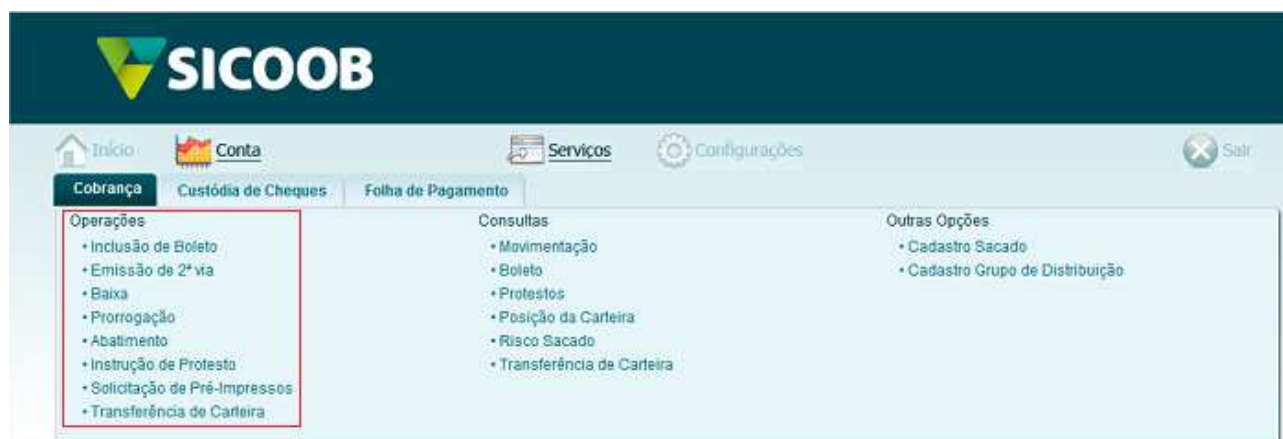 SICOOB
Início
Conta
Serviços
Configurações
Sair
Cobrança
Custódia de Cheques
Folha de Pagamento
Operações
• Inclusão de Boleto
• Emissão de 2ª via
• Baixa
• Prorrogação
• Abatimento
• Instrução de Protesto
• Solicitação de Pré-Impressos
• Transferência de Carteira
Consultas
• Movimentação
• Boleto
• Protestos
• Posição da Carteira
• Risco Sacado
• Transferência de Carteira
Outras Opções
• Cadastro Sacado
• Cadastro Grupo de Distribuição